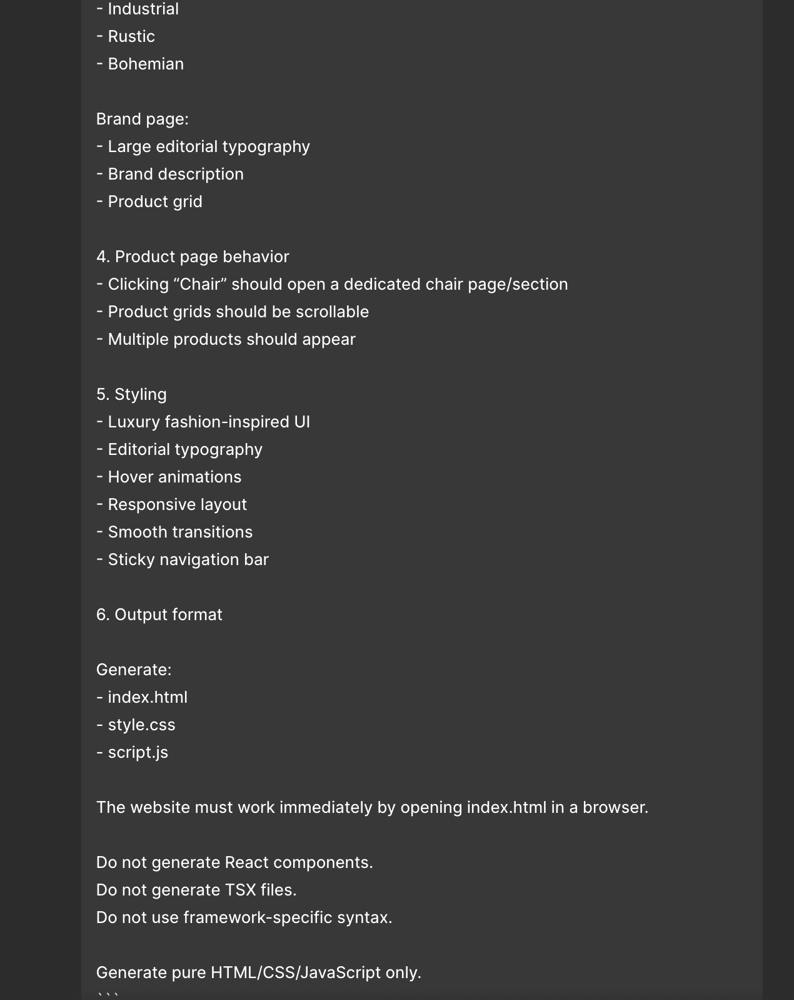 - Industrial
- Rustic
- Bohemian
Brand page:
- Large editorial typography
- Brand description
- Product grid
4. Product page behavior
- Clicking “Chair” should open a dedicated chair page/section
- Product grids should be scrollable
- Multiple products should appear
5. Styling
- Luxury fashion-inspired UI
- Editorial typography
- Hover animations
- Responsive layout
- Smooth transitions
- Sticky navigation bar
6. Output format
Generate:
- index.html
- style.css
- script.js
The website must work immediately by opening index.html in a browser.
Do not generate React components.
Do not generate TSX files.
Do not use framework-specific syntax.
Generate pure HTML/CSS/JavaScript only.
```